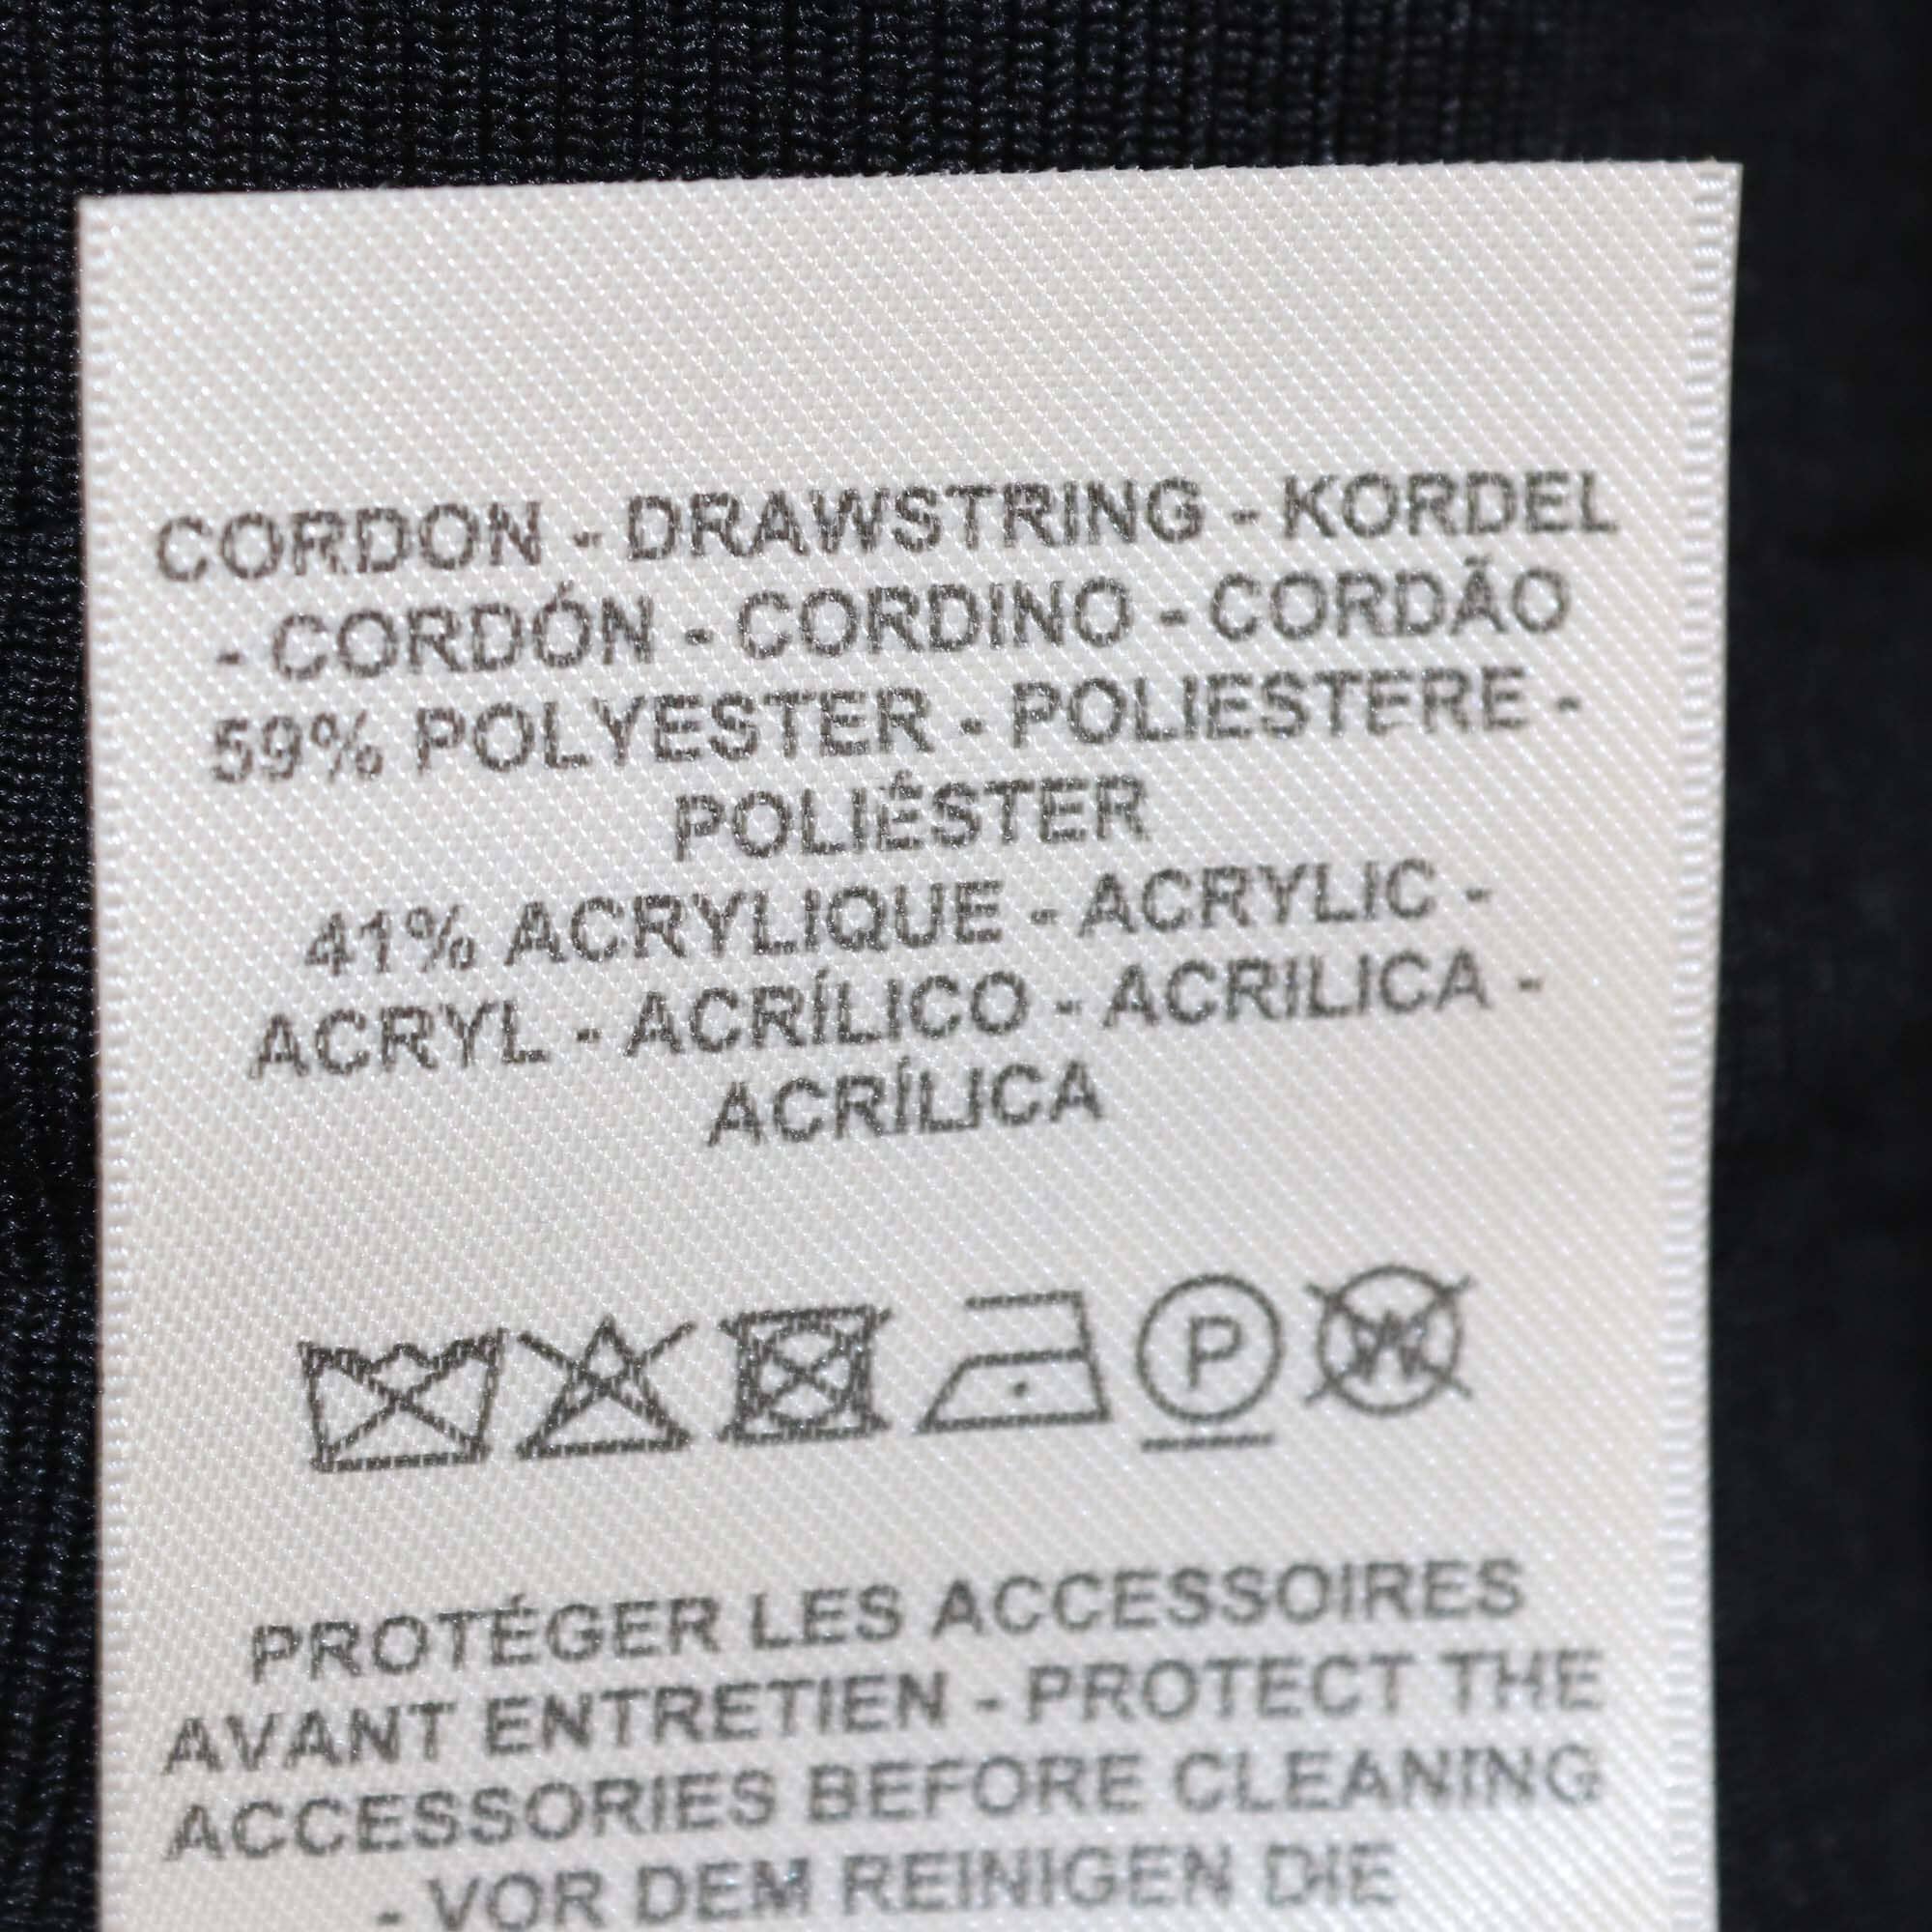 CORDON - DRAWSTRING - KORDEL
- CORDÓN - CORDINO - CORDÃO
59% POLYESTER - POLIESTERE -
POLIÉSTER
41% ACRYLIQUE - ACRYLIC -
ACRYL - ACRÍLICO - ACRILICA -
ACRÍLICA
P W
PROTÉGER LES ACCESSOIRES
AVANT ENTRETIEN - PROTECT THE
ACCESSORIES BEFORE CLEANING
- VOR DEM REINIGEN DIE